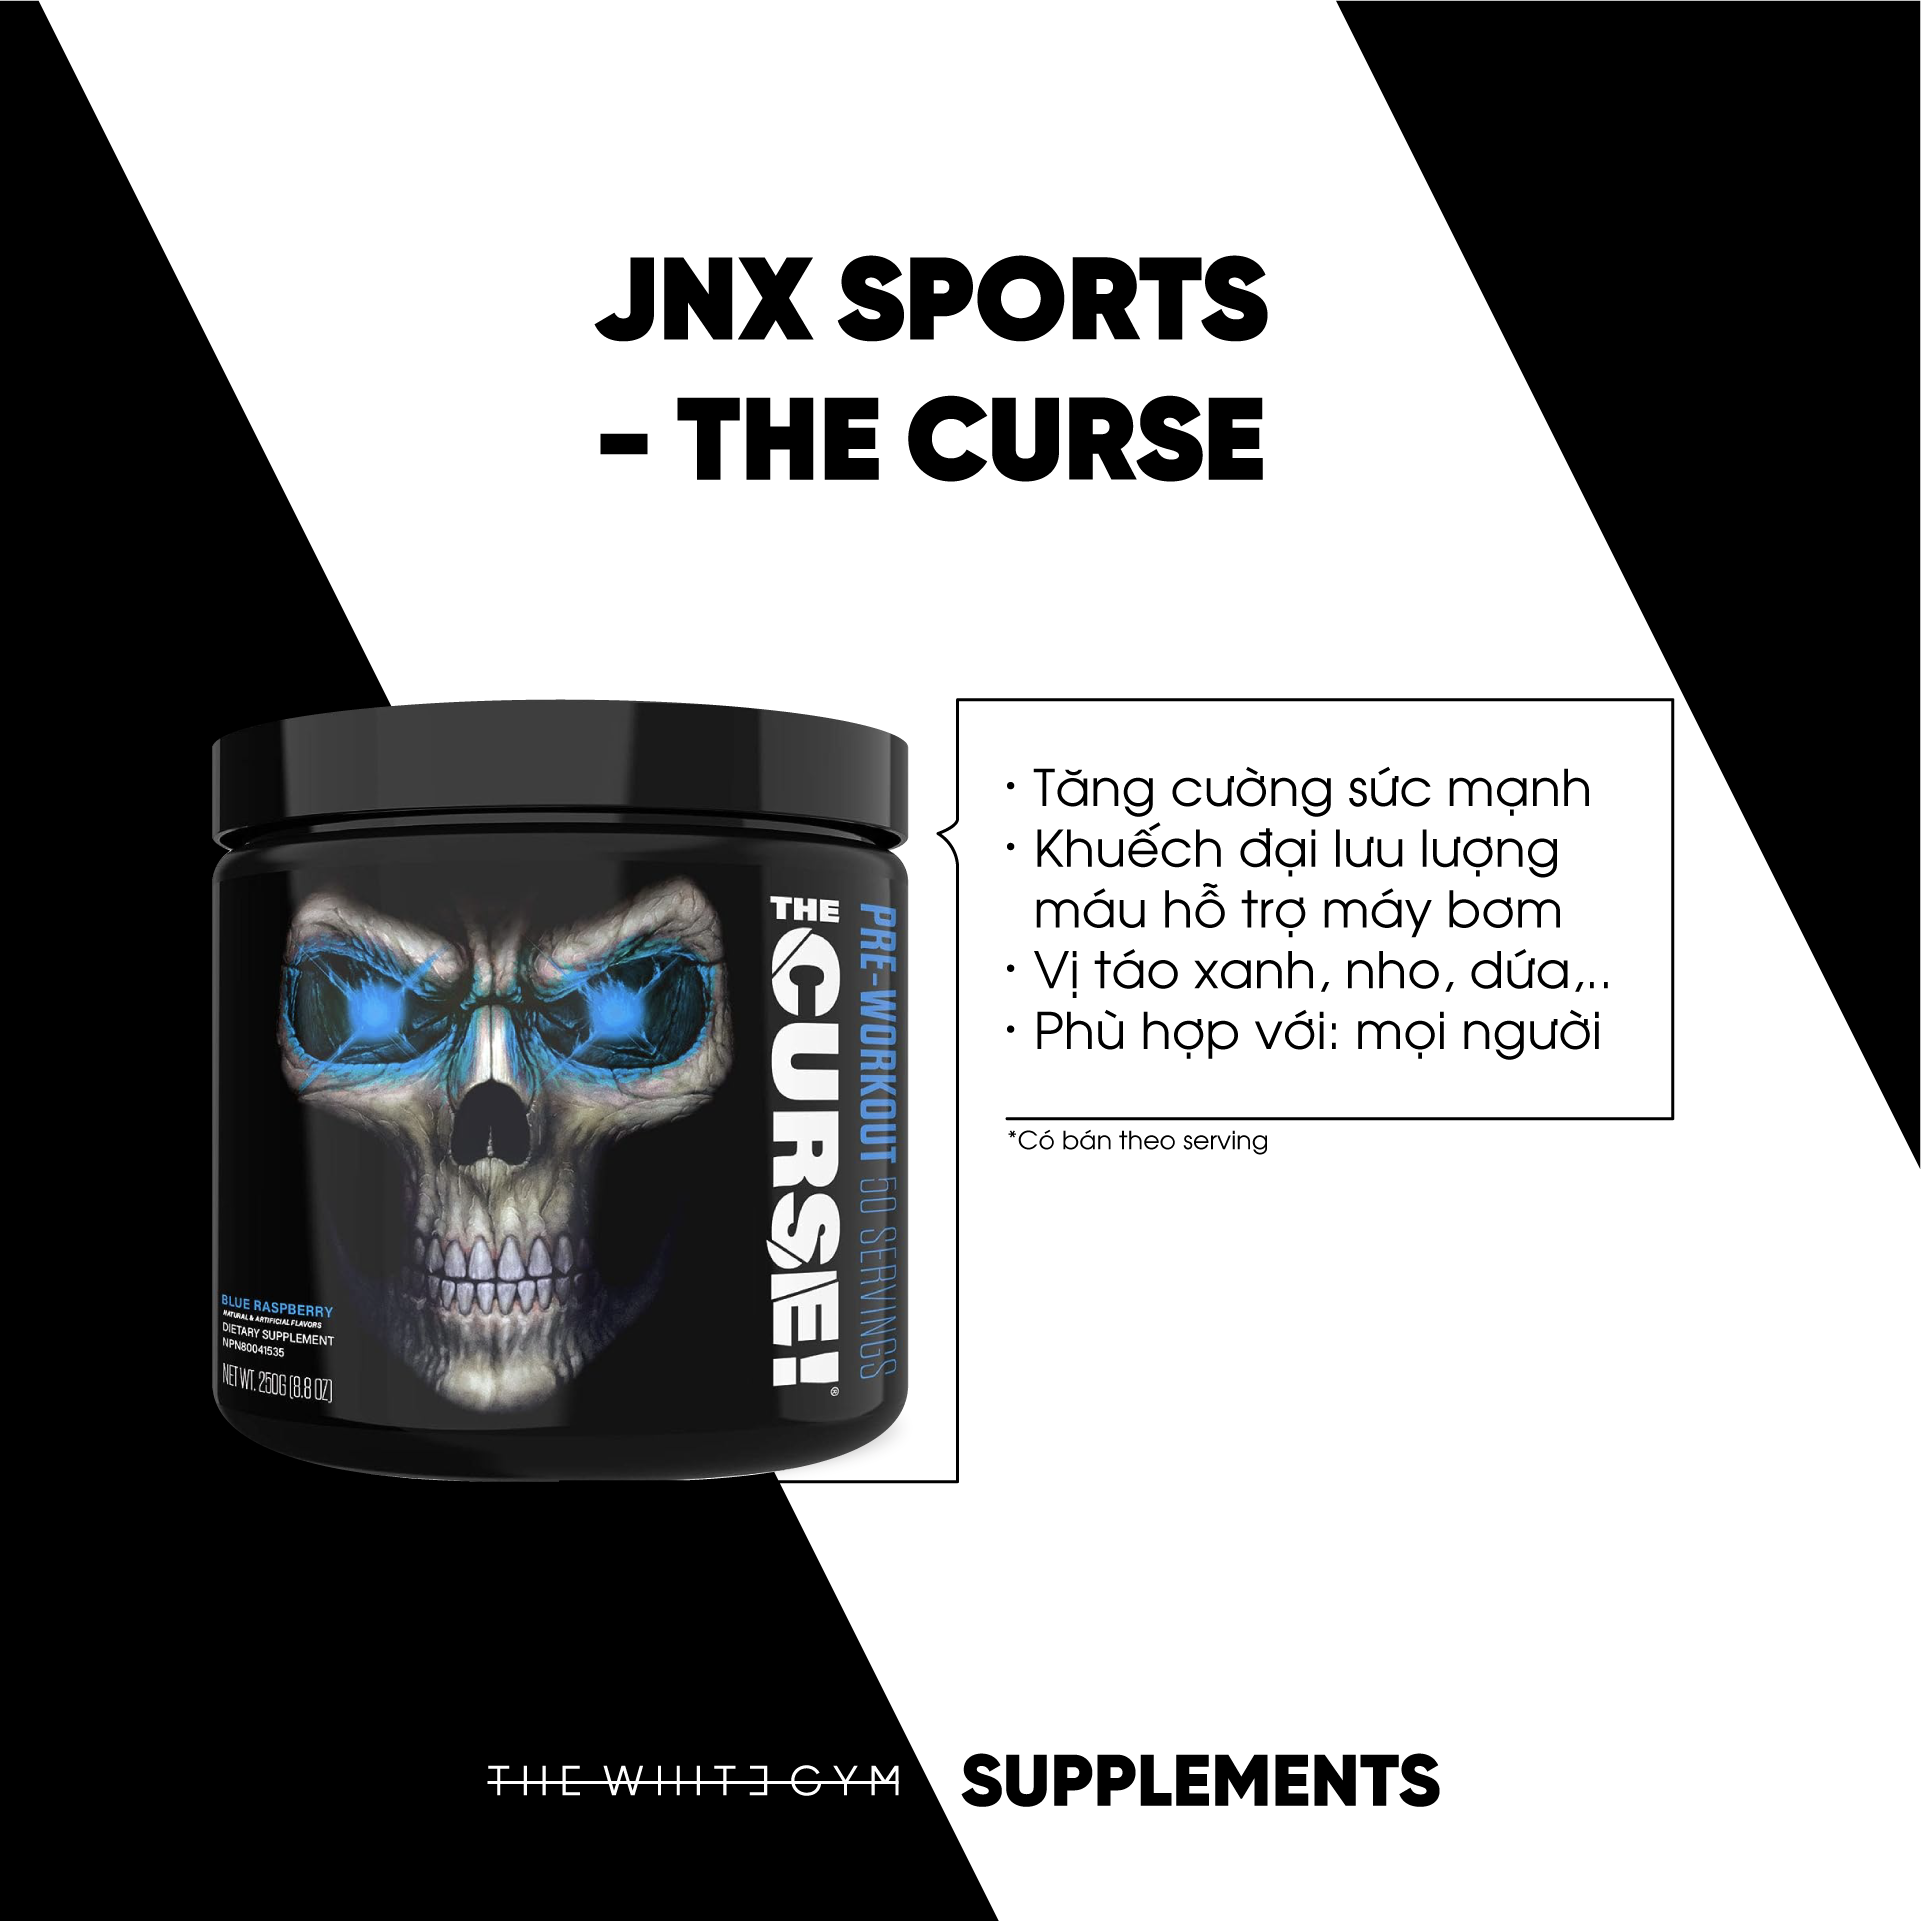 JNX SPORTS
- THE CURSE
• Tăng cường sức mạnh
• Khuếch đại lưu lượng
máu hỗ trợ máy bơm
• Vị táo xanh, nho, dứa,..
• Phù hợp với: mọi người
*Có bán theo serving
THE CURSE!®
PRE-WORKOUT 50 SERVINGS
BLUE RASPBERRY
NATURAL & ARTIFICIAL FLAVORS
DIETARY SUPPLEMENT
NPN80041535
NET WT. 250G (8.8 OZ)
THE WHITE GYM SUPPLEMENTS